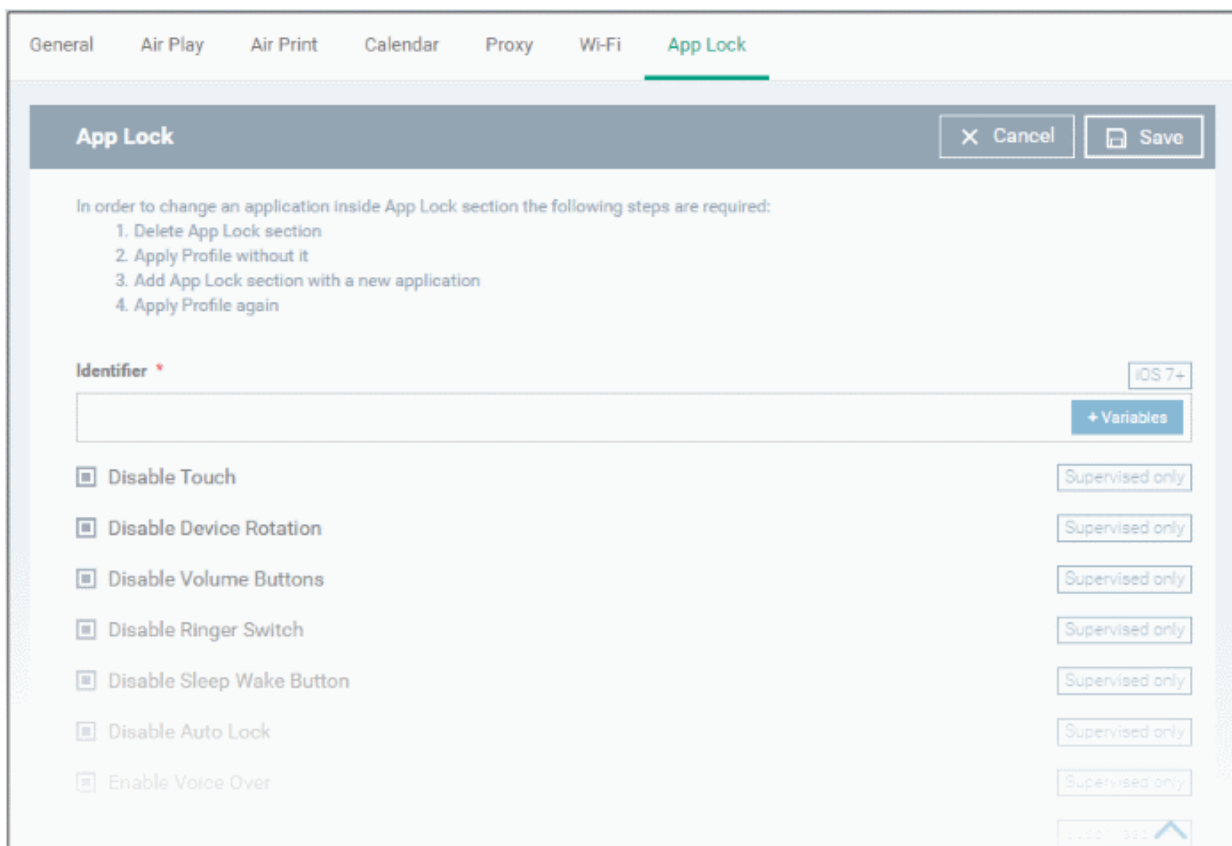 General Air Play Air Print Calendar Proxy Wi-Fi App Lock
App Lock Cancel Save
In order to change an application inside App Lock section the following steps are required:
1. Delete App Lock section
2. Apply Profile without it
3. Add App Lock section with a new application
4. Apply Profile again
Identifier * iOS 7+
+ Variables
Disable Touch Supervised only
Disable Device Rotation Supervised only
Disable Volume Buttons Supervised only
Disable Ringer Switch Supervised only
Disable Sleep Wake Button Supervised only
Disable Auto Lock Supervised only
Enable Voice Over Supervised only